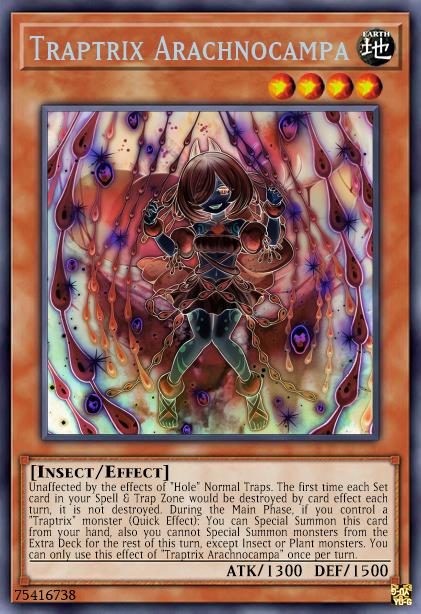 TRAPTRIX ARACHNOCAMPA
EARTH
地
[INSECT/EFFECT]
Unaffected by the effects of "Hole" Normal Traps. The first time each Set
card in your Spell & Trap Zone would be destroyed by card effect each
turn, it is not destroyed. During the Main Phase, if you control a
"Traptrix" monster (Quick Effect): You can Special Summon this card
from your hand, also you cannot Special Summon monsters from the
Extra Deck for the rest of this turn, except Insect or Plant monsters. You
can only use this effect of "Traptrix Arachnocampa" once per turn.
ATK/1300 DEF/1500
75416738